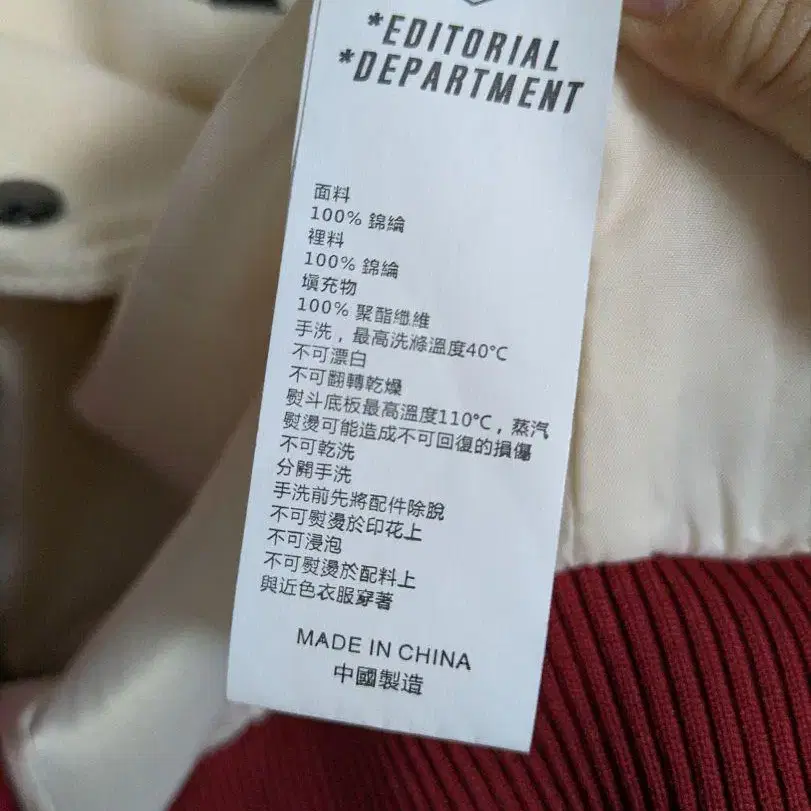 *EDITORIAL
*DEPARTMENT
面料
100% 錦綸
裡料
100% 錦綸
填充物
100% 聚酯纖維
手洗，最高洗滌溫度40°C
不可漂白
不可翻轉乾燥
熨斗底板最高溫度110°C，蒸汽
熨燙可能造成不可回復的損傷
不可乾洗
分開手洗
手洗前先將配件除脫
不可熨燙於印花上
不可浸泡
不可熨燙於配料上
與近色衣服穿著
MADE IN CHINA
中國製造